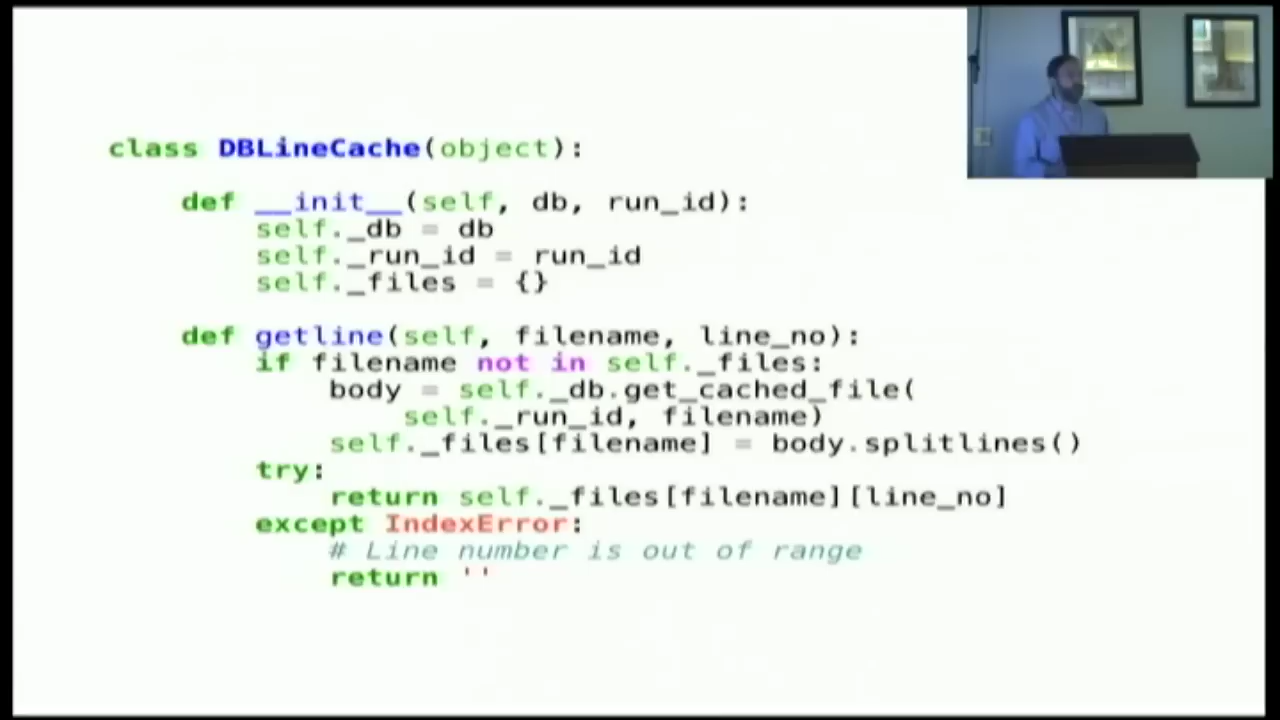 class DBLineCache(object):
def __init__(self, db, run_id):
self._db = db
self._run_id = run_id
self._files = {}
def getline(self, filename, line_no):
if filename not in self._files:
body = self._db.get_cached_file(
self._run_id, filename)
self._files[filename] = body.splitlines()
try:
return self._files[filename][line_no]
except IndexError:
# Line number is out of range
return ''